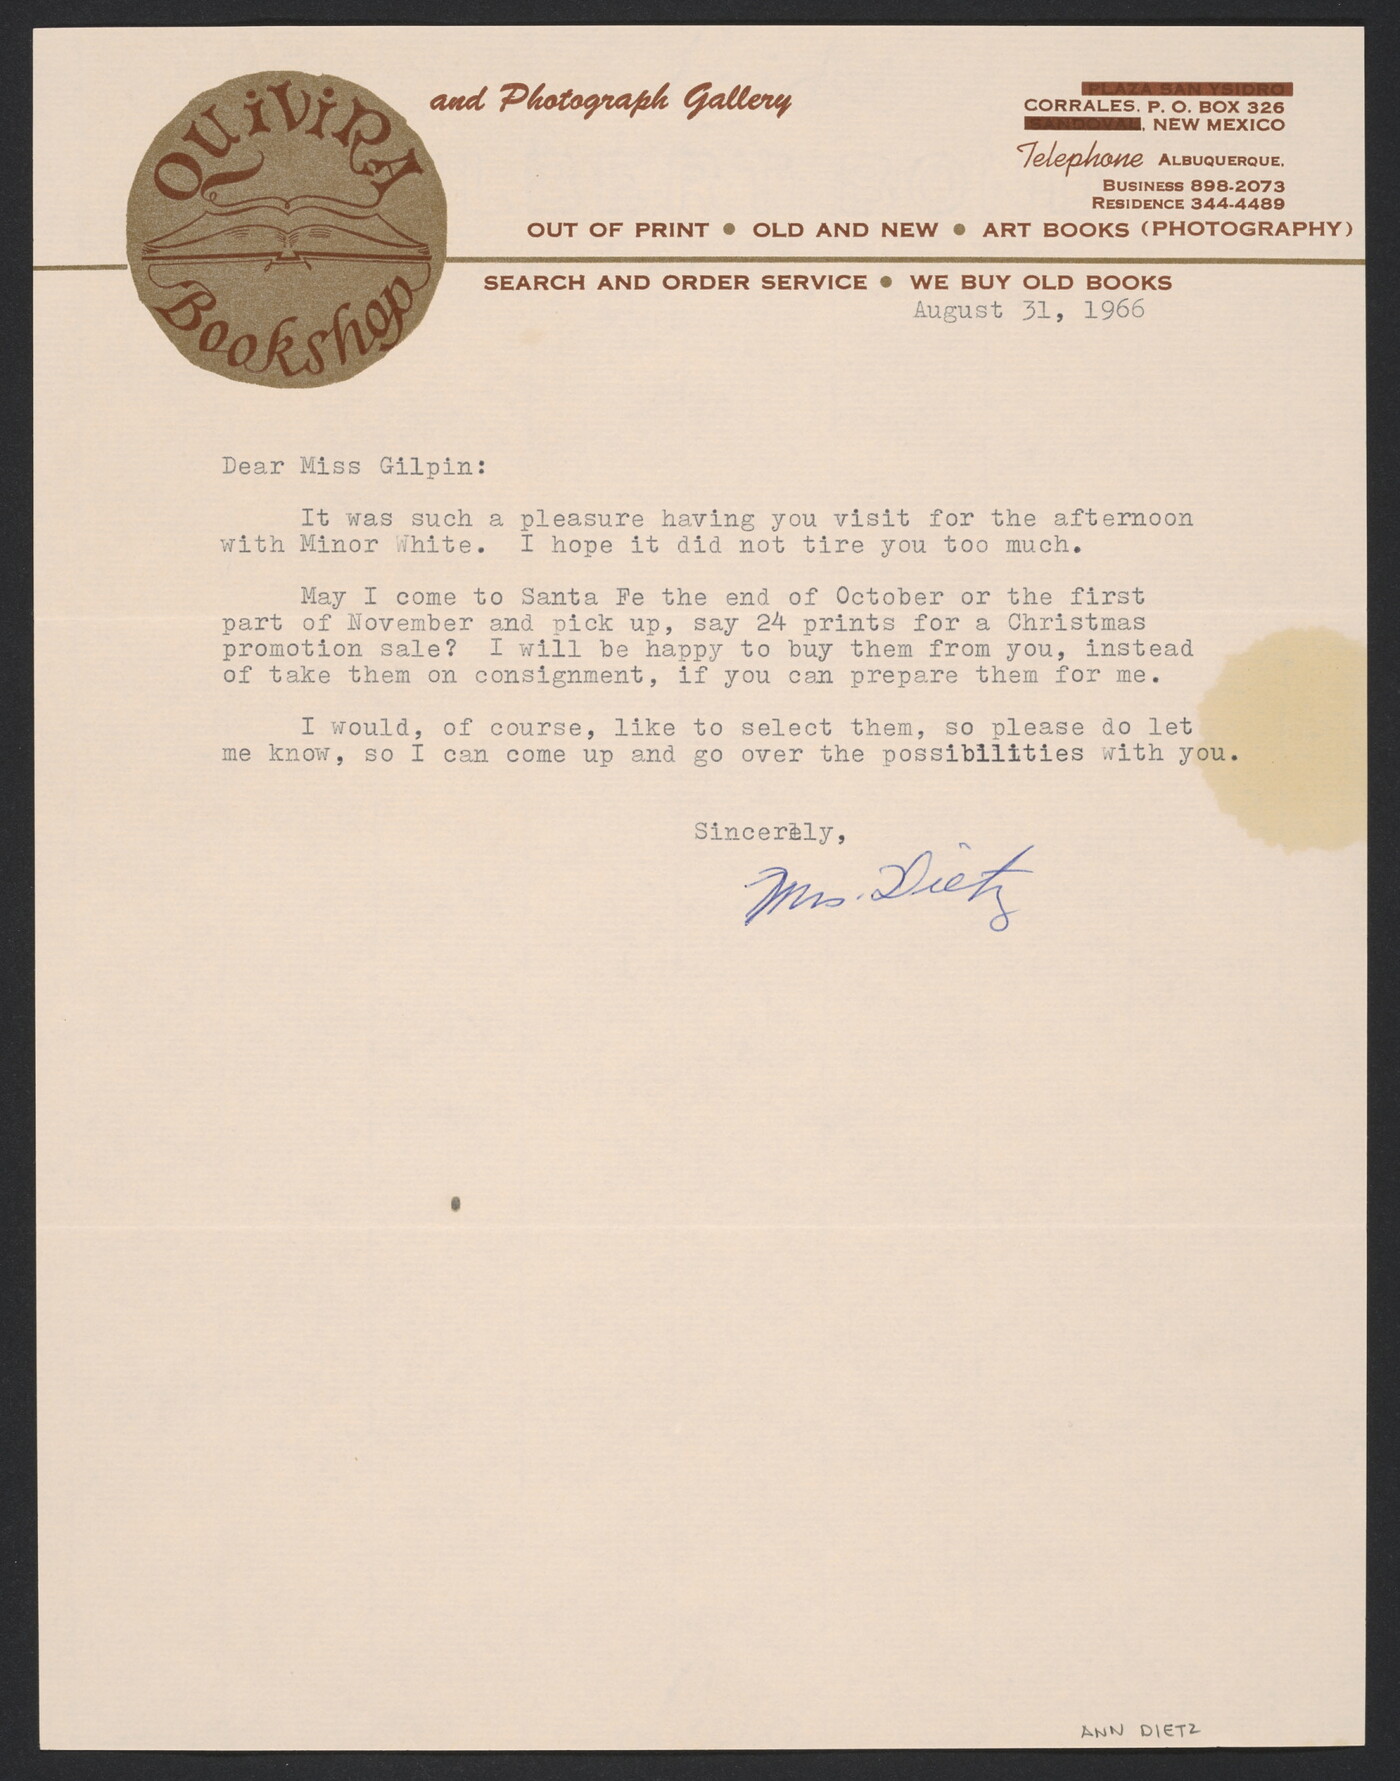 QUiViRA
Bookshop
and Photograph Gallery
PLAZA SAN YSIDRO
CORRALES, P. O. BOX 326
SANDOVAL, NEW MEXICO
Telephone ALBUQUERQUE,
BUSINESS 898-2073
RESIDENCE 344-4489
OUT OF PRINT ● OLD AND NEW ● ART BOOKS (PHOTOGRAPHY)
SEARCH AND ORDER SERVICE ● WE BUY OLD BOOKS
August 31, 1966
Dear Miss Gilpin:
It was such a pleasure having you visit for the afternoon
with Minor White. I hope it did not tire you too much.
May I come to Santa Fe the end of October or the first
part of November and pick up, say 24 prints for a Christmas
promotion sale? I will be happy to buy them from you, instead
of take them on consignment, if you can prepare them for me.
I would, of course, like to select them, so please do let
me know, so I can come up and go over the possibilities with you.
Sincerely,
Mrs. Dietz
ANN DIETZ